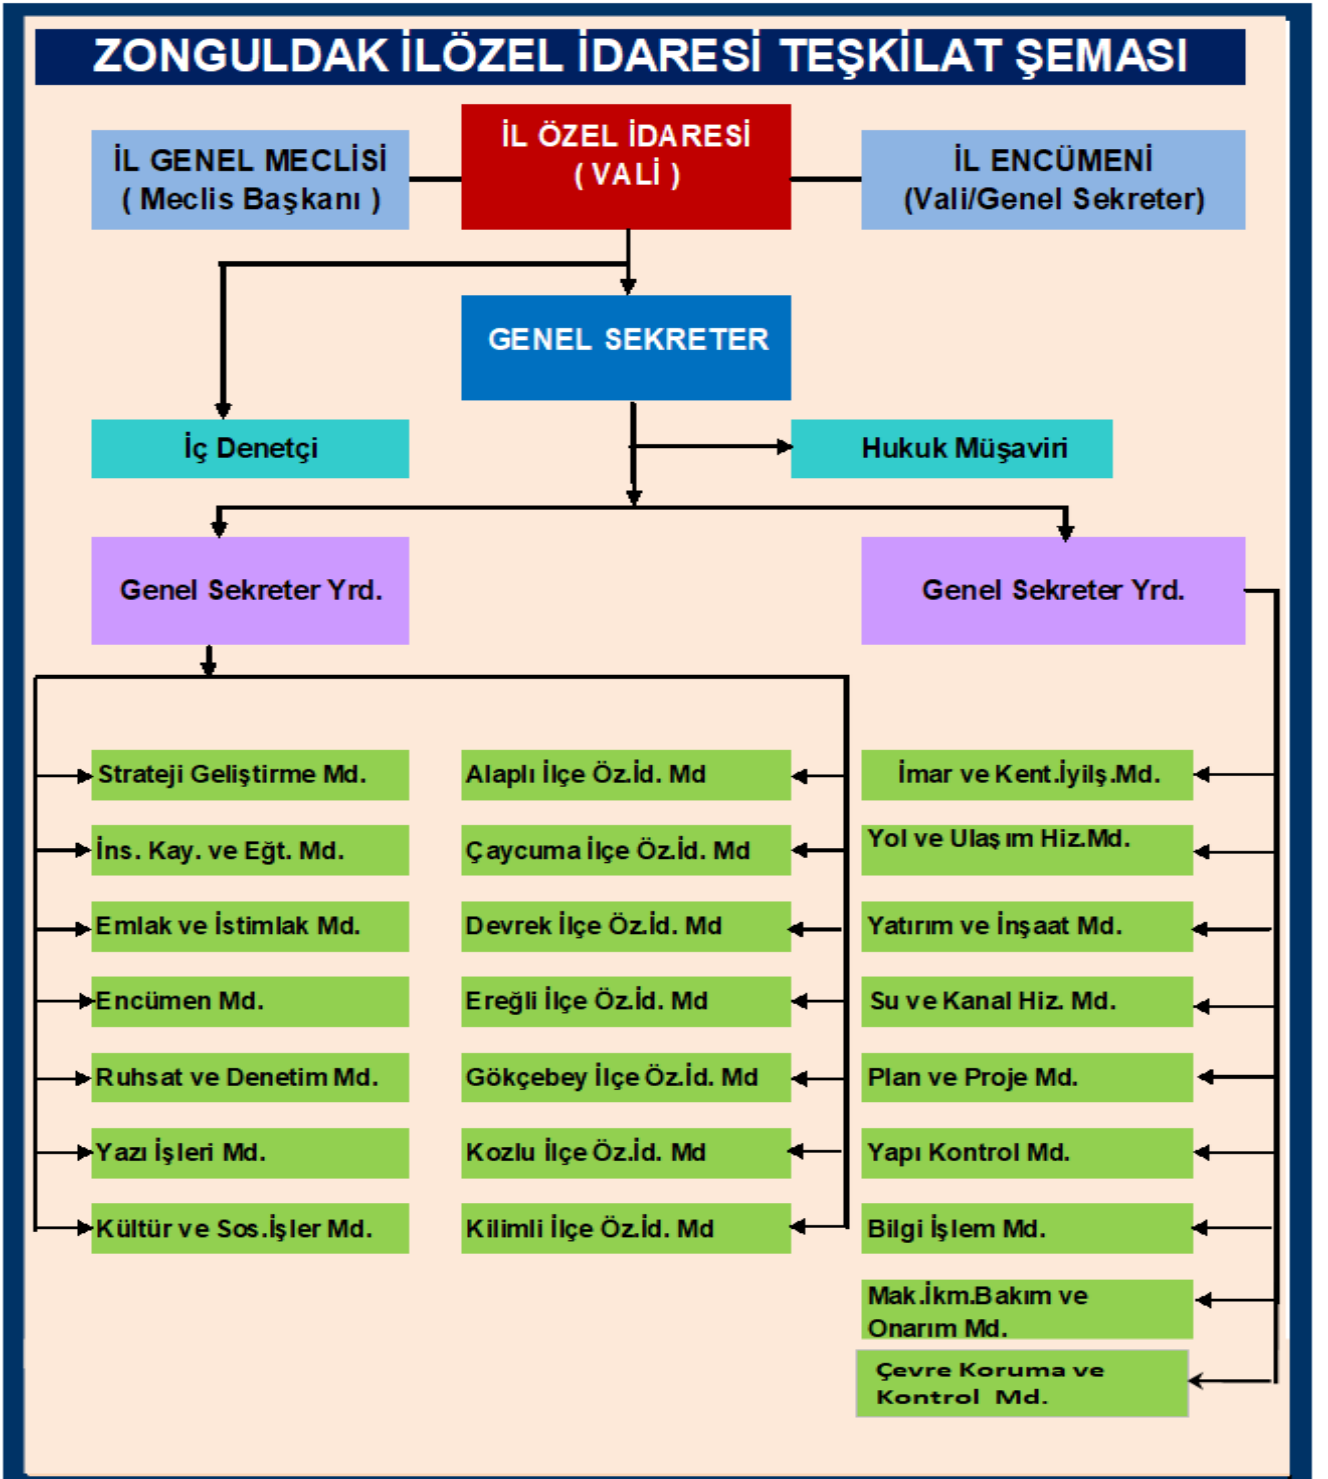 ZONGULDAK İLÖZEL İDARESİ TEŞKİLAT ŞEMASI
İL GENEL MECLİSİ
( Meclis Başkanı )
İL ÖZEL İDARESİ
( VALİ )
İL ENCÜMENİ
(Vali/Genel Sekreter)
GENEL SEKRETER
İç Denetçi
Hukuk Müşaviri
Genel Sekreter Yrd.
Genel Sekreter Yrd.
Strateji Geliştirme Md.
İns. Kay. ve Eğt. Md.
Emlak ve İstimlak Md.
Encümen Md.
Ruhsat ve Denetim Md.
Yazı İşleri Md.
Kültür ve Sos.İşler Md.
Alaplı İlçe Öz.İd. Md
Çaycuma İlçe Öz.İd. Md
Devrek İlçe Öz.İd. Md
Ereğli İlçe Öz.İd. Md
Gökçebey İlçe Öz.İd. Md
Kozlu İlçe Öz.İd. Md
Kilimli İlçe Öz.İd. Md
İmar ve Kent.İyilş.Md.
Yol ve Ulaşım Hiz.Md.
Yatırım ve İnşaat Md.
Su ve Kanal Hiz. Md.
Plan ve Proje Md.
Yapı Kontrol Md.
Bilgi İşlem Md.
Mak.İkm.Bakım ve
Onarım Md.
Çevre Koruma ve
Kontrol Md.